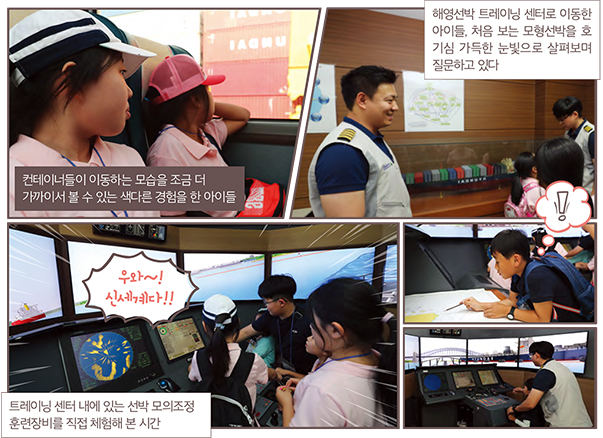 컨테이너들이 이동하는 모습을 조금 더
가까이서 볼 수 있는 색다른 경험을 한 아이들
해영선박 트레이닝 센터로 이동한
아이들, 처음 보는 모형선박을 호
기심 가득한 눈빛으로 살펴보며
질문하고 있다
우와~!
신세계다!!
!!
트레이닝 센터 내에 있는 선박 모의조정
훈련장비를 직접 체험해 본 시간